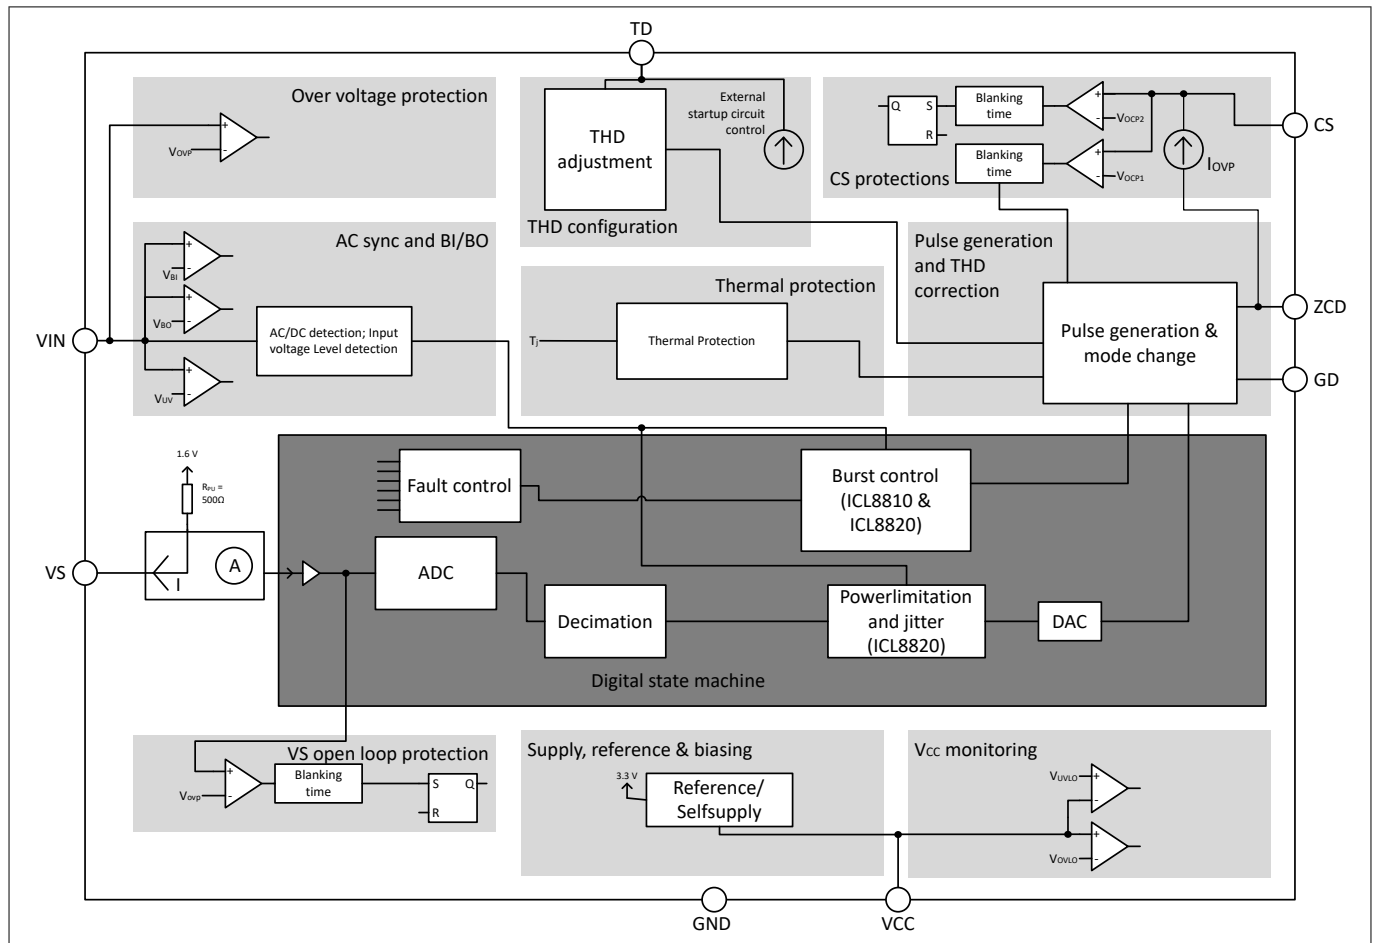 TD
Over voltage protection
+
VOVP
-
External
startup circuit
control
THD
adjustment
THD configuration
Q
S
R
Blanking
time
+
-
VOCP2
Blanking
time
+
-
VOCP1
IOVP
CS protections
CS
AC sync and BI/BO
+
VBI
-
+
VBO
-
+
VUV
-
AC/DC detection; Input
voltage Level detection
VIN
Thermal protection
Tj
Thermal Protection
Pulse generation
and THD
correction
Pulse generation &
mode change
ZCD
GD
1.6 V
RPU =
500Ω
VS
I
A
Fault control
Burst control
(ICL8810 &
ICL8820)
ADC
Decimation
Powerlimitation
and jitter
(ICL8820)
DAC
Digital state machine
VS open loop protection
+
Vovp
-
Blanking
time
S
Q
R
Supply, reference & biasing
3.3 V
Reference/
Selfsupply
VCC monitoring
VUVLO
+
-
+
VOVLO
-
GND
VCC